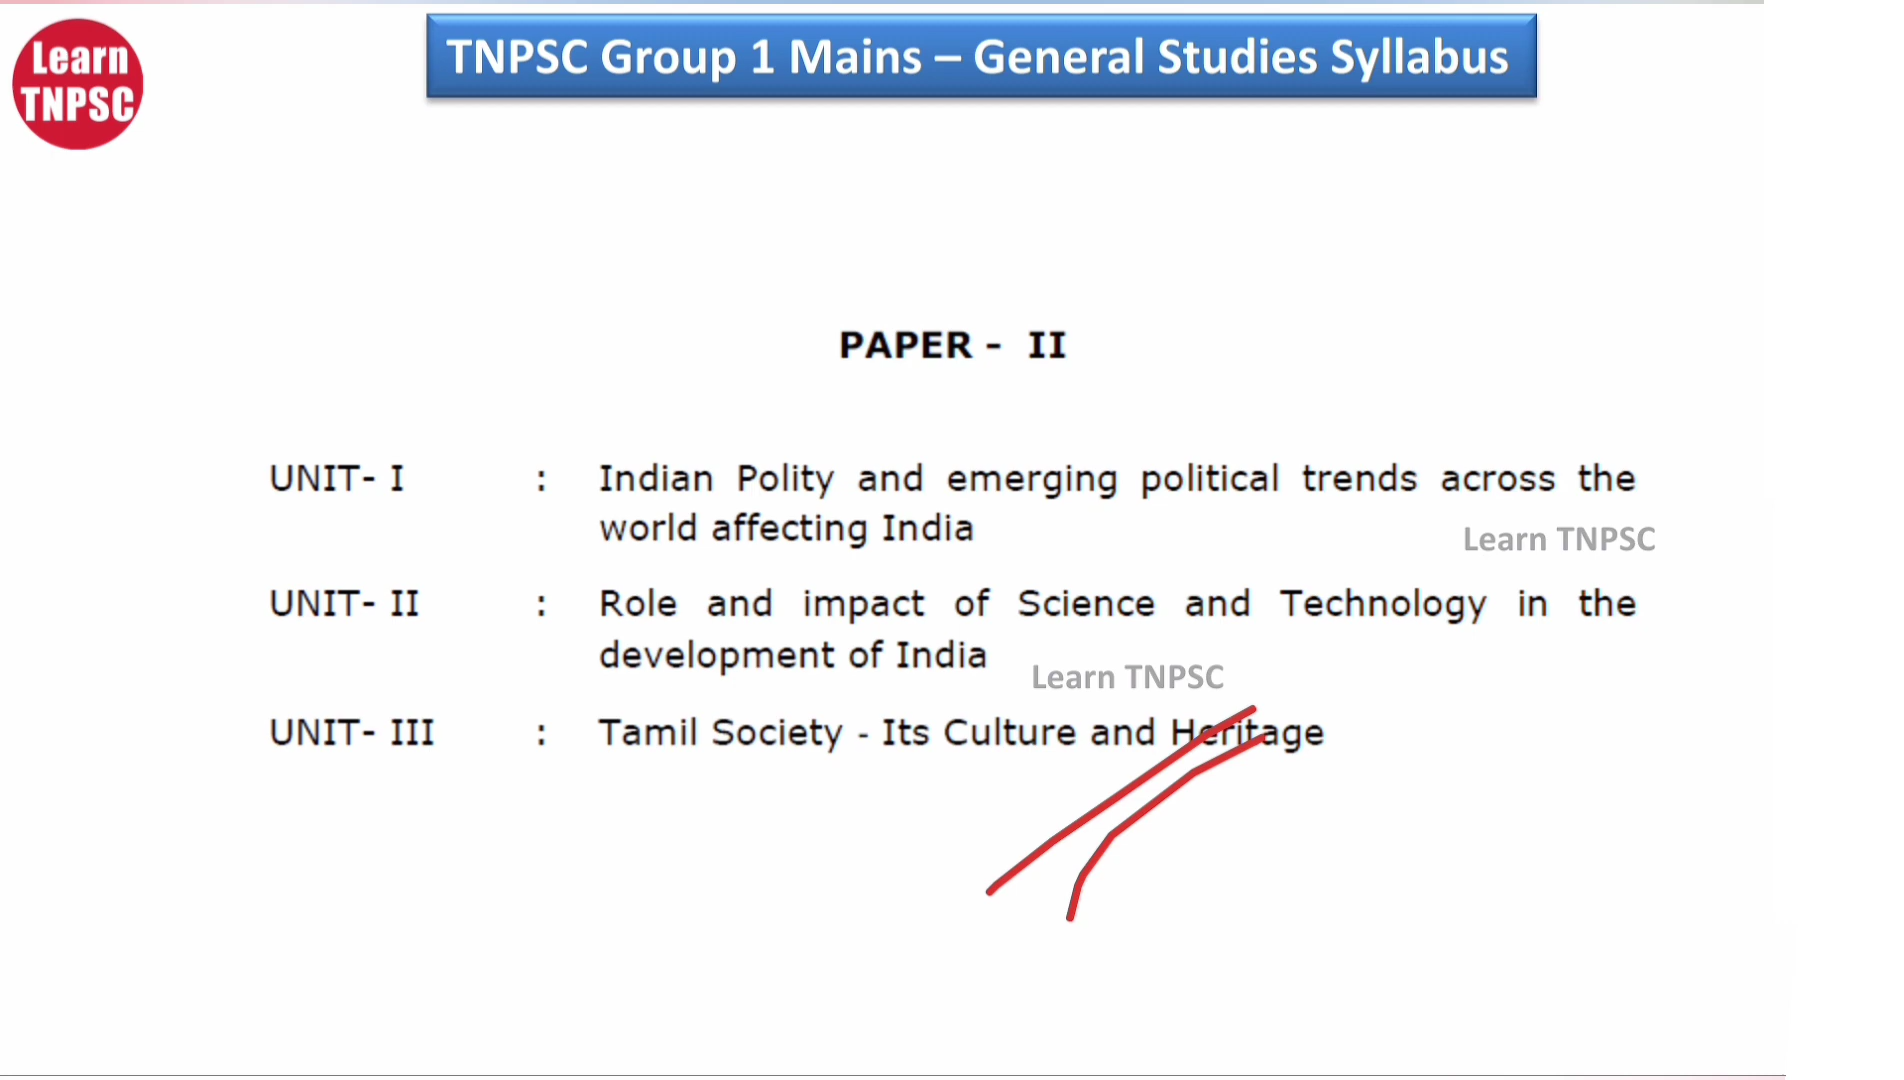 Learn
TNPSC
TNPSC Group 1 Mains – General Studies Syllabus
PAPER - II
UNIT- I : Indian Polity and emerging political trends across the
world affecting India
Learn TNPSC
UNIT- II : Role and impact of Science and Technology in the
development of India
Learn TNPSC
UNIT- III : Tamil Society - Its Culture and Heritage